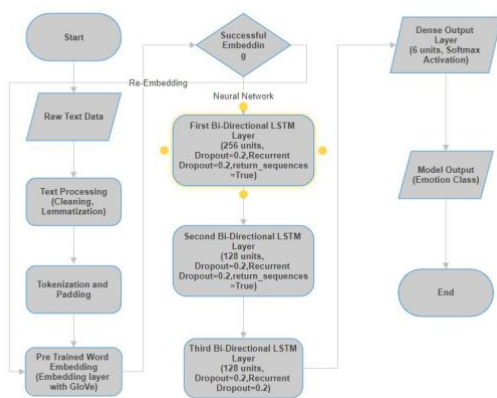 Start
Raw Text Data
Text Processing
(Cleaning,
Lemmatization)
Tokenization and
Padding
Pre Trained Word
Embedding
(Embedding layer
with GloVe)
Successful
Embeddin
g
Re-Embedding
Neural Network
First Bi-Directional LSTM
Layer
(256 units,
Dropout=0.2,Recurrent
Dropout=0.2,return_sequences
=True)
Second Bi-Directional LSTM
Layer
(128 units,
Dropout=0.2,Recurrent
Dropout=0.2,return_sequences
=True)
Third Bi-Directional LSTM
Layer
(128 units,
Dropout=0.2,Recurrent
Dropout=0.2)
Dense Output
Layer
(6 units, Softmax
Activation)
Model Output
(Emotion Class)
End